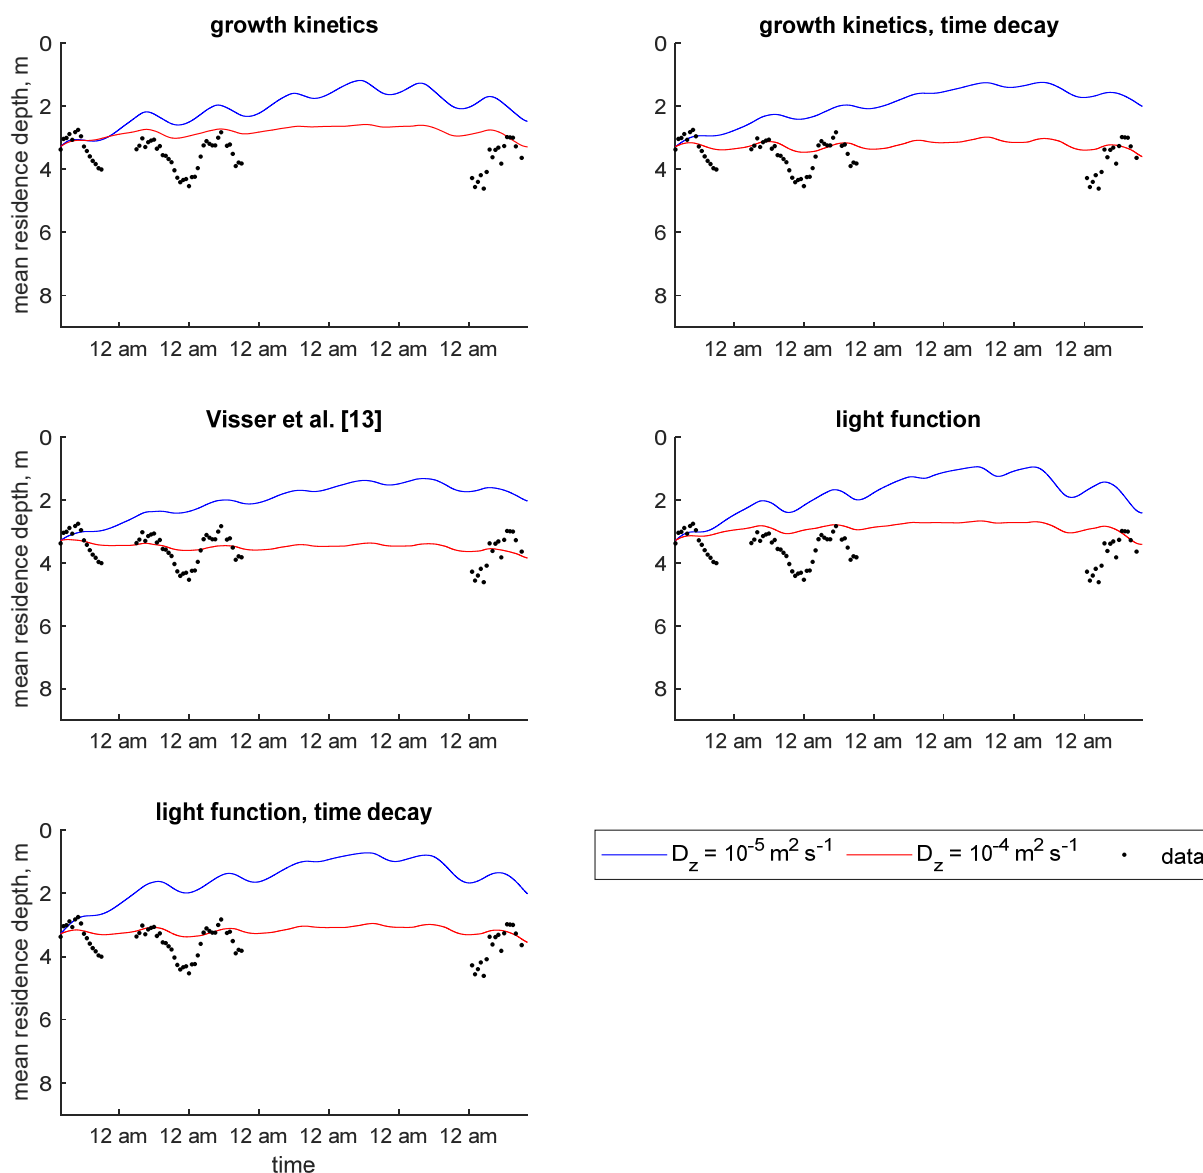 growth kinetics
mean residence depth, m
0
2
4
6
8
12 am 12 am 12 am 12 am 12 am 12 am
growth kinetics, time decay
0
2
4
6
8
12 am 12 am 12 am 12 am 12 am 12 am
Visser et al. [13]
mean residence depth, m
0
2
4
6
8
12 am 12 am 12 am 12 am 12 am 12 am
light function
0
2
4
6
8
12 am 12 am 12 am 12 am 12 am 12 am
light function, time decay
mean residence depth, m
0
2
4
6
8
12 am 12 am 12 am 12 am 12 am 12 am
time
D_z = 10^-5 m^2 s^-1 D_z = 10^-4 m^2 s^-1 data